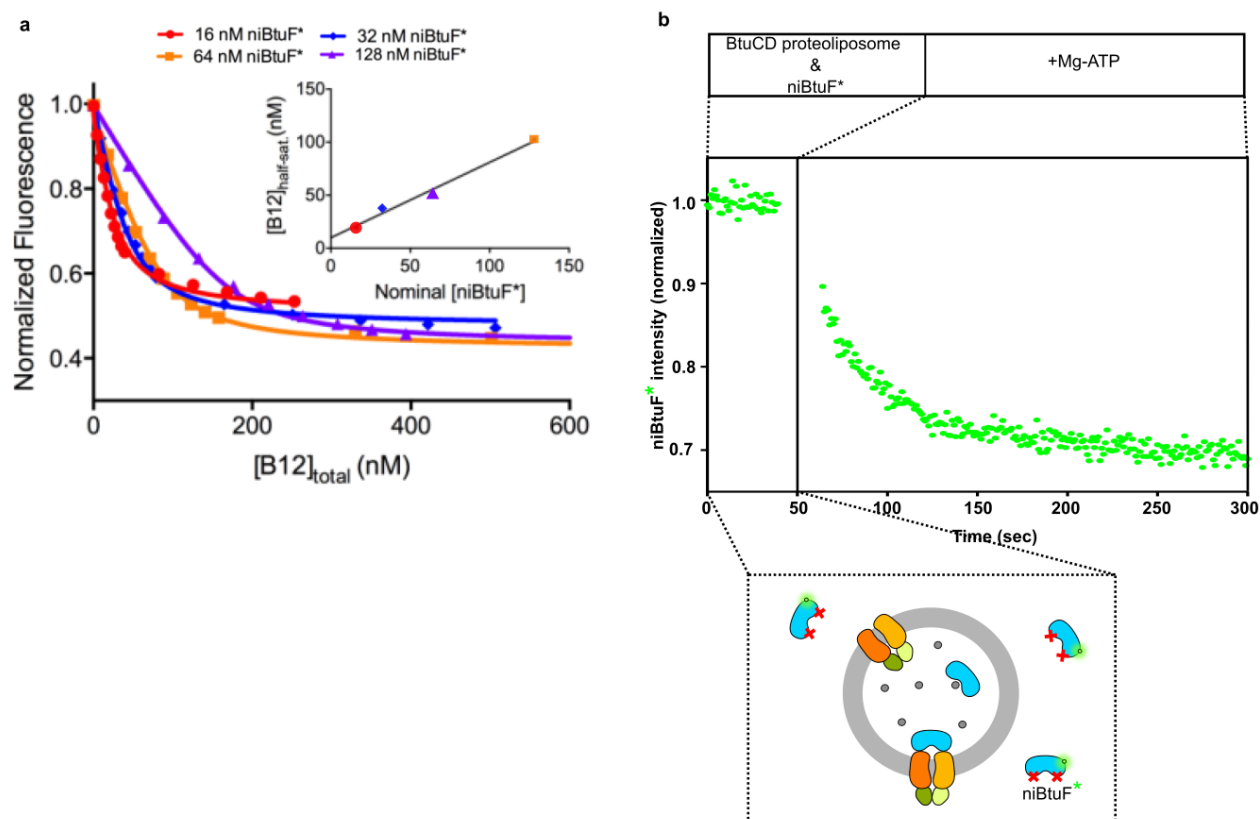 a
16 nM niBtuF* 32 nM niBtuF*
64 nM niBtuF* 128 nM niBtuF*
Normalized Fluorescence
1.0
0.8
0.6
0.4
0 200 400 600
[B12]total (nM)
[B12]half-sat. (nM)
150
100
50
0
0 50 100 150
Nominal [niBtuF*]
b
BtuCD proteoliposome
&
niBtuF*
+Mg-ATP
niBtuF* intensity (normalized)
1.0
0.9
0.8
0.7
0 50 100 150 200 250 300
Time (sec)
niBtuF*